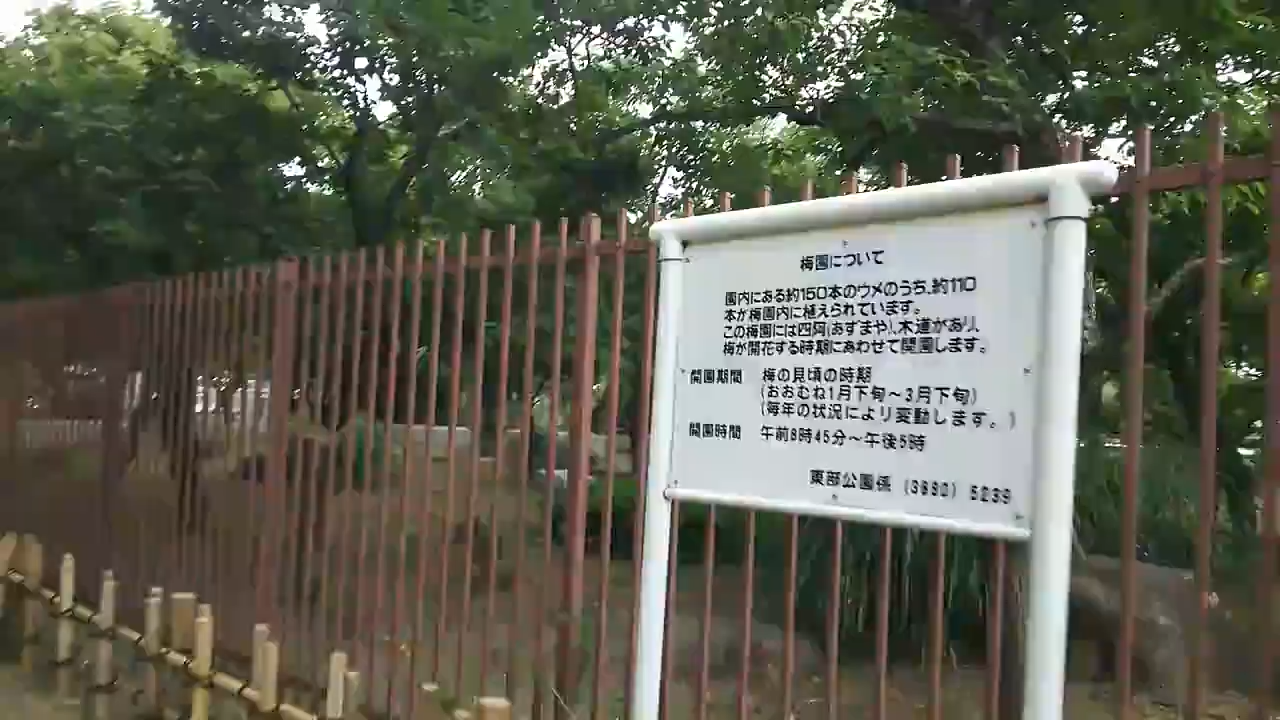 梅園について
園内にある約150本のウメのうち、約110
本が梅園内に植えられています。
この梅園には四阿(あずまや)、木道があり、
梅が開花する時期にあわせて開園します。
開園期間 梅の見頃の時期
(おおむね1月下旬～3月下旬)
(毎年の状況により変動します。)
開園時間 午前8時45分～午後5時
東部公園係